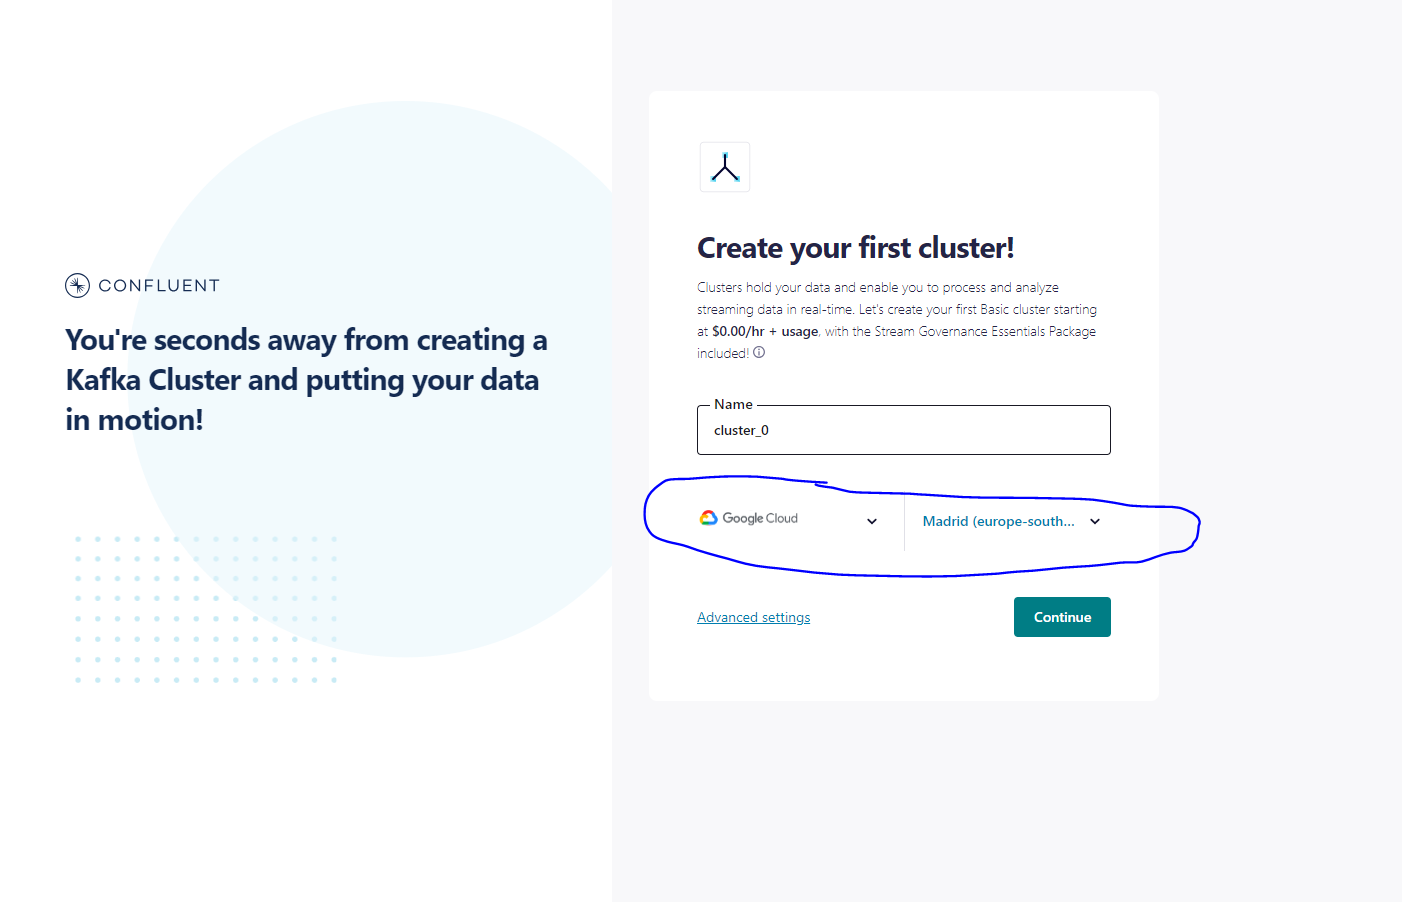 CONFLUENT
You're seconds away from creating a
Kafka Cluster and putting your data
in motion!
Create your first cluster!
Clusters hold your data and enable you to process and analyze
streaming data in real-time. Let's create your first Basic cluster starting
at $0.00/hr + usage, with the Stream Governance Essentials Package
included!
Name
cluster_0
Google Cloud
Madrid (europe-south...
Advanced settings
Continue